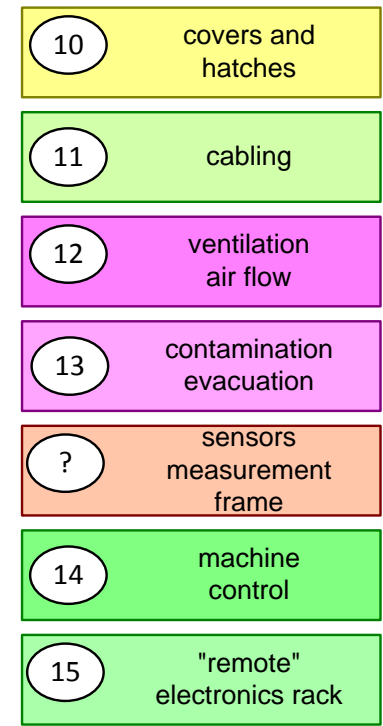 10
covers and
hatches
11
cabling
12
ventilation
air flow
13
contamination
evacuation
?
sensors
measurement
frame
14
machine
control
15
"remote"
electronics rack